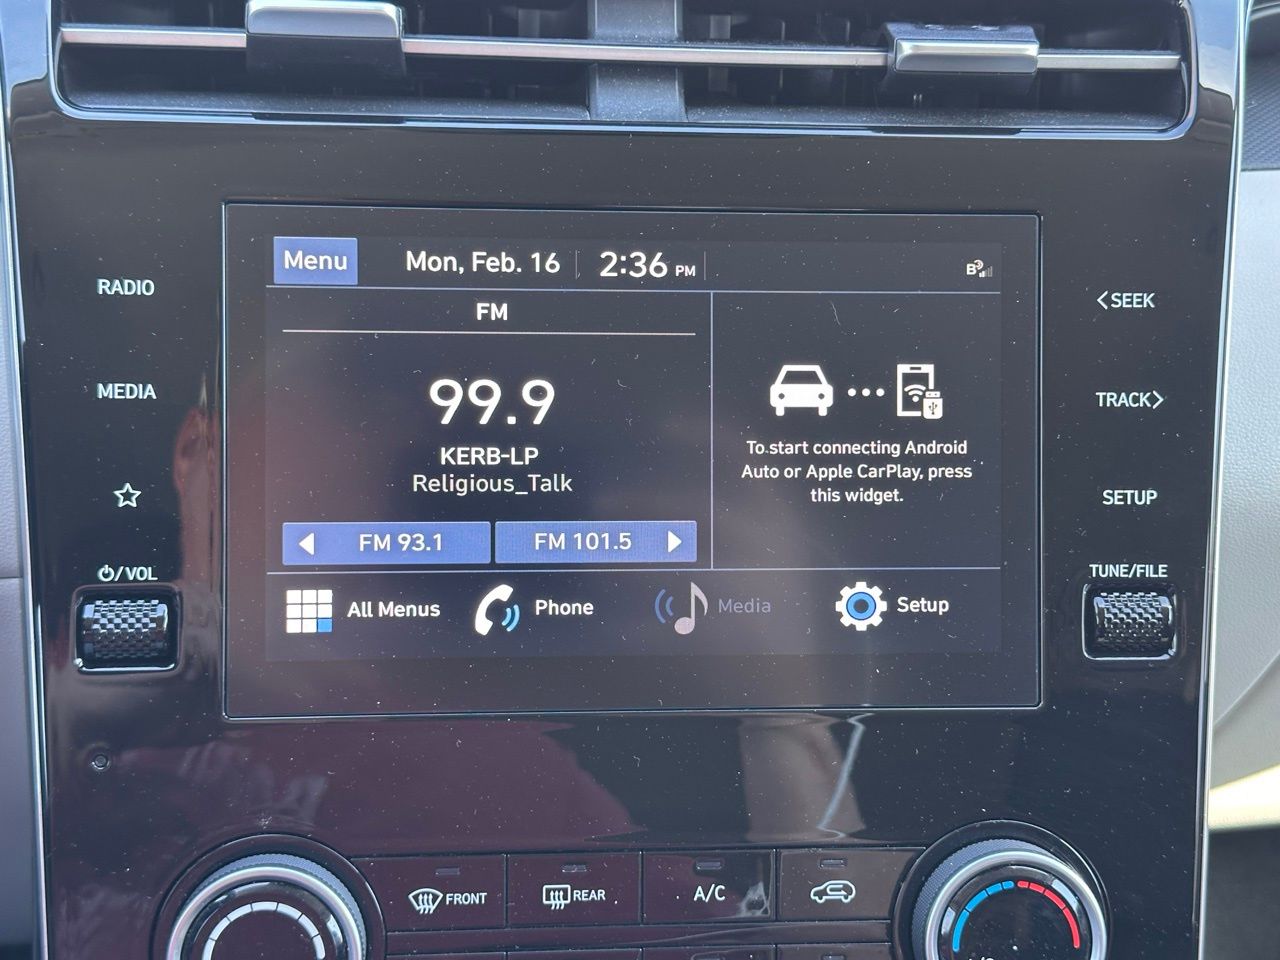 Menu Mon, Feb. 16 2:36 PM
B
RADIO
MEDIA
/VOL
FM
99.9
KERB-LP
Religious_Talk
FM 93.1 FM 101.5
To start connecting Android
Auto or Apple CarPlay, press
this widget.
All Menus Phone Media Setup
SEEK
TRACK
SETUP
TUNE/FILE
FRONT REAR A/C